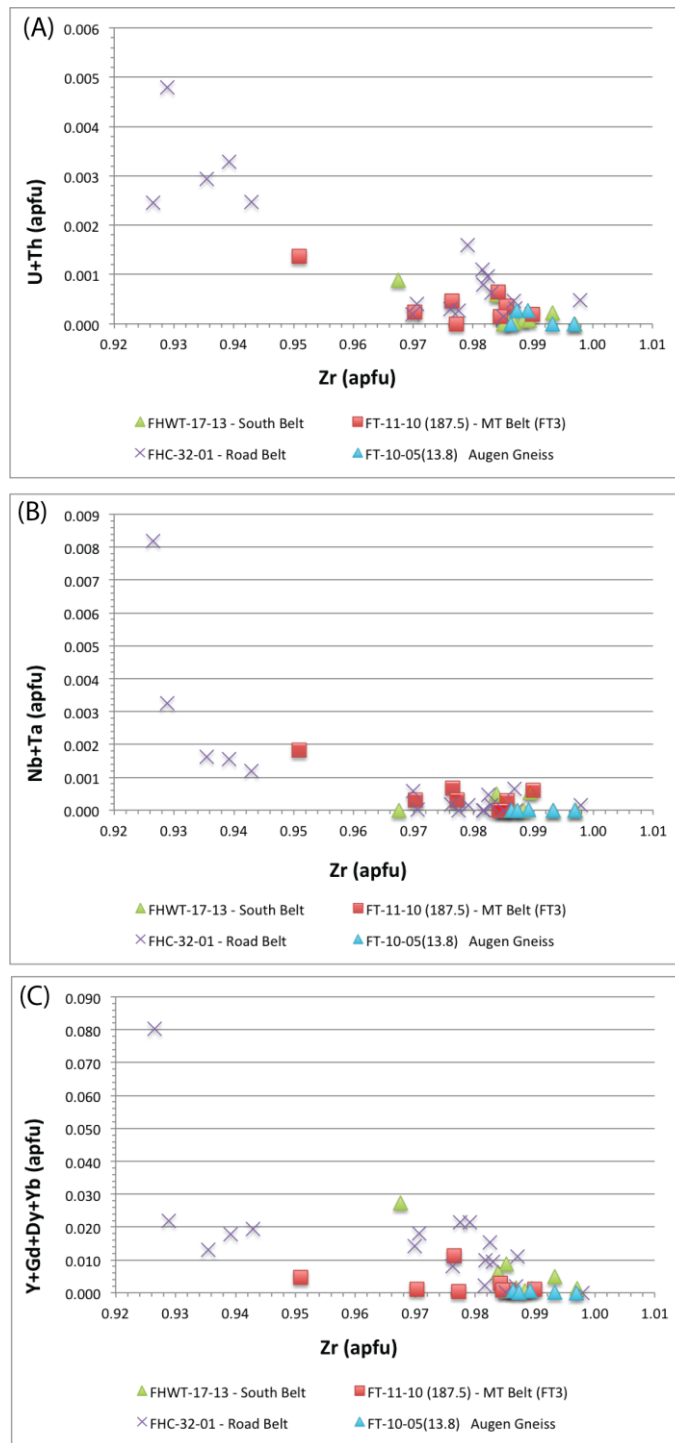 (A)
0.006
0.005
0.004
0.003
0.002
0.001
0.000
U+Th (apfu)
0.92 0.93 0.94 0.95 0.96 0.97 0.98 0.99 1.00 1.01
Zr (apfu)
FHWT-17-13 - South Belt FT-11-10 (187.5) - MT Belt (FT3)
FHC-32-01 - Road Belt FT-10-05(13.8) Augen Gneiss
(B)
0.009
0.008
0.007
0.006
0.005
0.004
0.003
0.002
0.001
0.000
Nb+Ta (apfu)
0.92 0.93 0.94 0.95 0.96 0.97 0.98 0.99 1.00 1.01
Zr (apfu)
FHWT-17-13 - South Belt FT-11-10 (187.5) - MT Belt (FT3)
FHC-32-01 - Road Belt FT-10-05(13.8) Augen Gneiss
(C)
0.090
0.080
0.070
0.060
0.050
0.040
0.030
0.020
0.010
0.000
Y+Gd+Dy+Yb (apfu)
0.92 0.93 0.94 0.95 0.96 0.97 0.98 0.99 1.00 1.01
Zr (apfu)
FHWT-17-13 - South Belt FT-11-10 (187.5) - MT Belt (FT3)
FHC-32-01 - Road Belt FT-10-05(13.8) Augen Gneiss